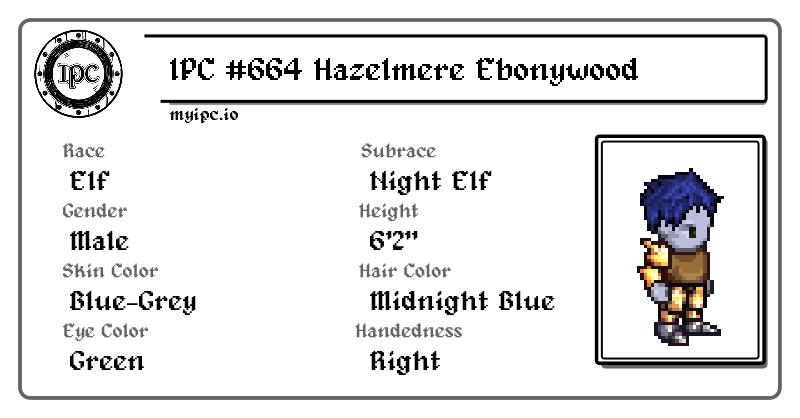 IPC
IPC #664 Hazelmere Ebonywood
myipc.io
Race
Elf
Subrace
Night Elf
Gender
Male
Height
6'2"
Skin Color
Blue-Grey
Hair Color
Midnight Blue
Eye Color
Green
Handedness
Right